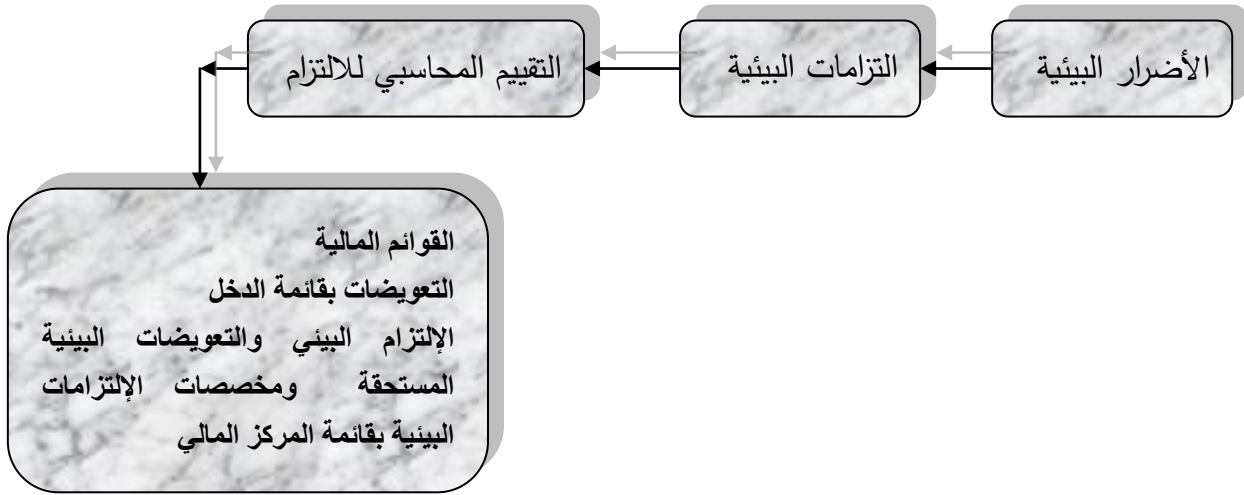 الأضرار البيئية
التزامات البيئية
التقييم المحاسبي للالتزام
القوائم المالية
التعويضات بقائمة الدخل
الإلتزام البيئي والتعويضات البيئية
المستحقة ومخصصات الإلتزامات
البيئية بقائمة المركز المالي